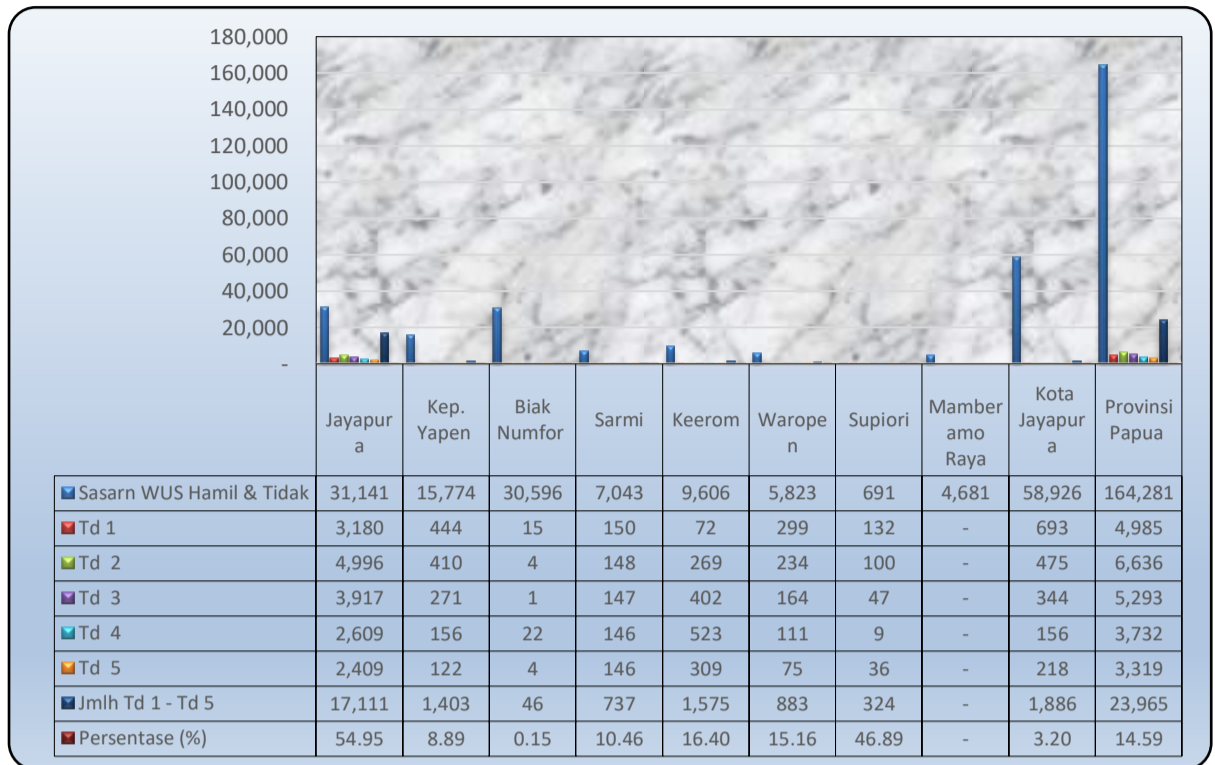 180,000
160,000
140,000
120,000
100,000
80,000
60,000
40,000
20,000
-
Jayapur
a
Kep.
Yapen
Biak
Numfor
Sarmi
Keerom
Warope
n
Supiori
Mamber
amo
Raya
Kota
Jayapur
a
Provinsi
Papua
Sasarn WUS Hamil & Tidak 31,141 15,774 30,596 7,043 9,606 5,823 691 4,681 58,926 164,281
Td 1 3,180 444 15 150 72 299 132 - 693 4,985
Td 2 4,996 410 4 148 269 234 100 - 475 6,636
Td 3 3,917 271 1 147 402 164 47 - 344 5,293
Td 4 2,609 156 22 146 523 111 9 - 156 3,732
Td 5 2,409 122 4 146 309 75 36 - 218 3,319
Jmlh Td 1 - Td 5 17,111 1,403 46 737 1,575 883 324 - 1,886 23,965
Persentase (%) 54.95 8.89 0.15 10.46 16.40 15.16 46.89 - 3.20 14.59